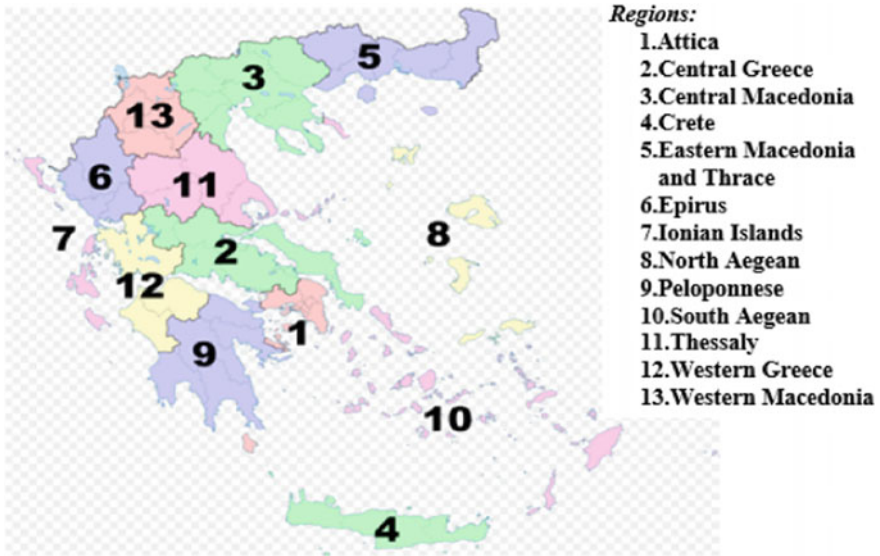 Regions:
1.Attica
2.Central Greece
3.Central Macedonia
4.Crete
5.Eastern Macedonia
and Thrace
6.Epirus
7.Ionian Islands
8.North Aegean
9.Peloponnese
10.South Aegean
11.Thessaly
12.Western Greece
13.Western Macedonia
5
3
13
6
11
7
8
2
12
1
9
10
4